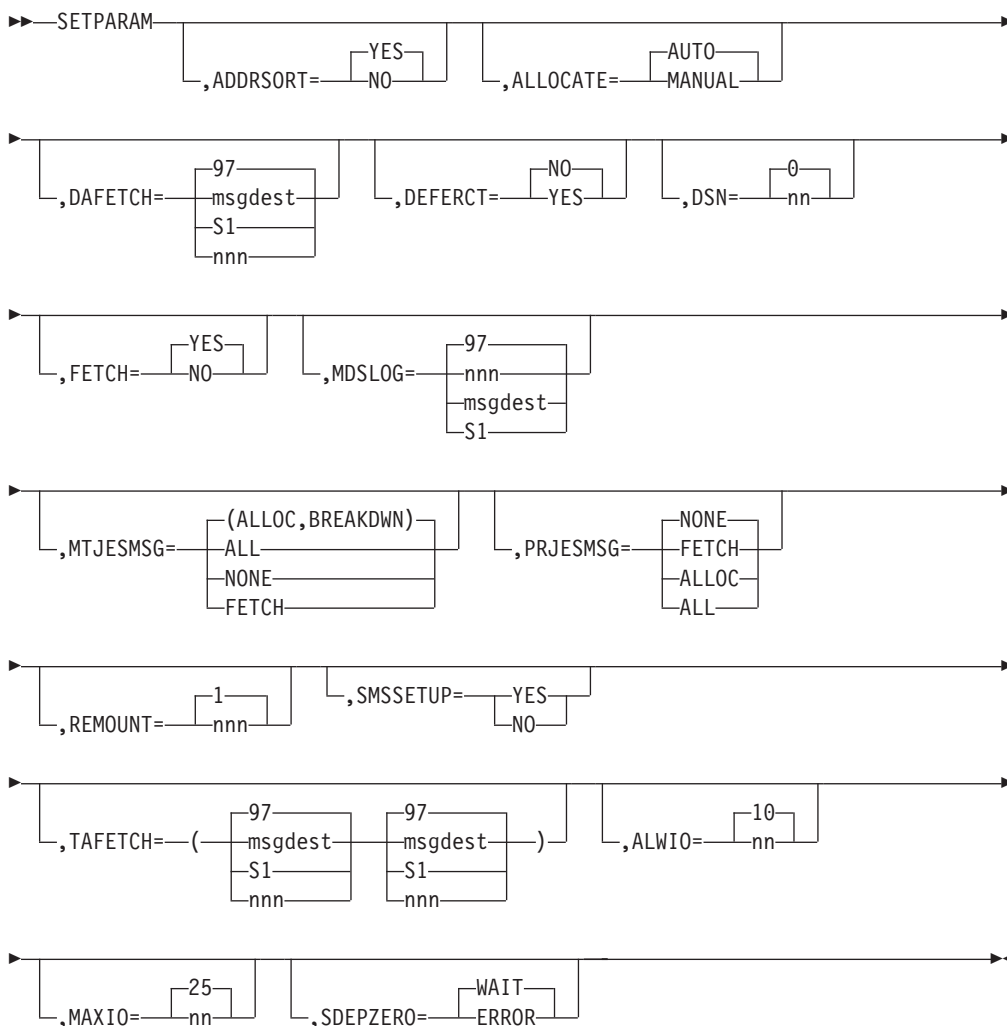 SETPARAM
YES
AUTO
,ADDRSORT= NO
,ALLOCATE= MANUAL
97
NO
0
,DAFETCH= msgdest
,DEFERCT= YES
,DSN= nn
S1
nnn
YES
97
,FETCH= NO
,MDSLOG= nnn
msgdest
S1
(ALLOC,BREAKDWN)
NONE
,MTJESMSG= ALL
,PRJESMSG= FETCH
NONE
ALLOC
FETCH
ALL
1
,SMSSETUP= YES
,REMOUNT= nnn
NO
97
97
10
,TAFETCH= ( msgdest msgdest )
,ALWIO= nn
S1 S1
nnn nnn
25
WAIT
,MAXIO= nn
,SDEPZERO= ERROR